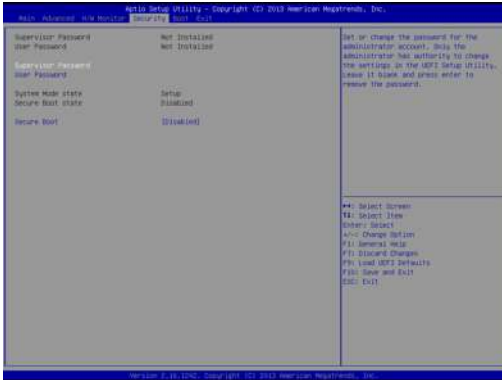 Aptio Setup Utility - Copyright (C) 2013 American Megatrends, Inc.
Main Advanced H/W Monitor Security Boot Exit
Supervisor Password Not Installed
User Password Not Installed
Supervisor Password
User Password
System Mode state Setup
Secure Boot state Disabled
Secure Boot [Disabled]
Set or change the password for the
administrator account. Only the
administrator has authority to change
the settings in the UEFI Setup Utility.
Leave it blank and press enter to
remove the password.
→←: Select Screen
↑↓: Select Item
Enter: Select
+/-: Change Option
F1: General Help
F7: Discard Changes
F9: Load UEFI Defaults
F10: Save and Exit
ESC: Exit
Version 2.16.1242. Copyright (C) 2013 American Megatrends, Inc.